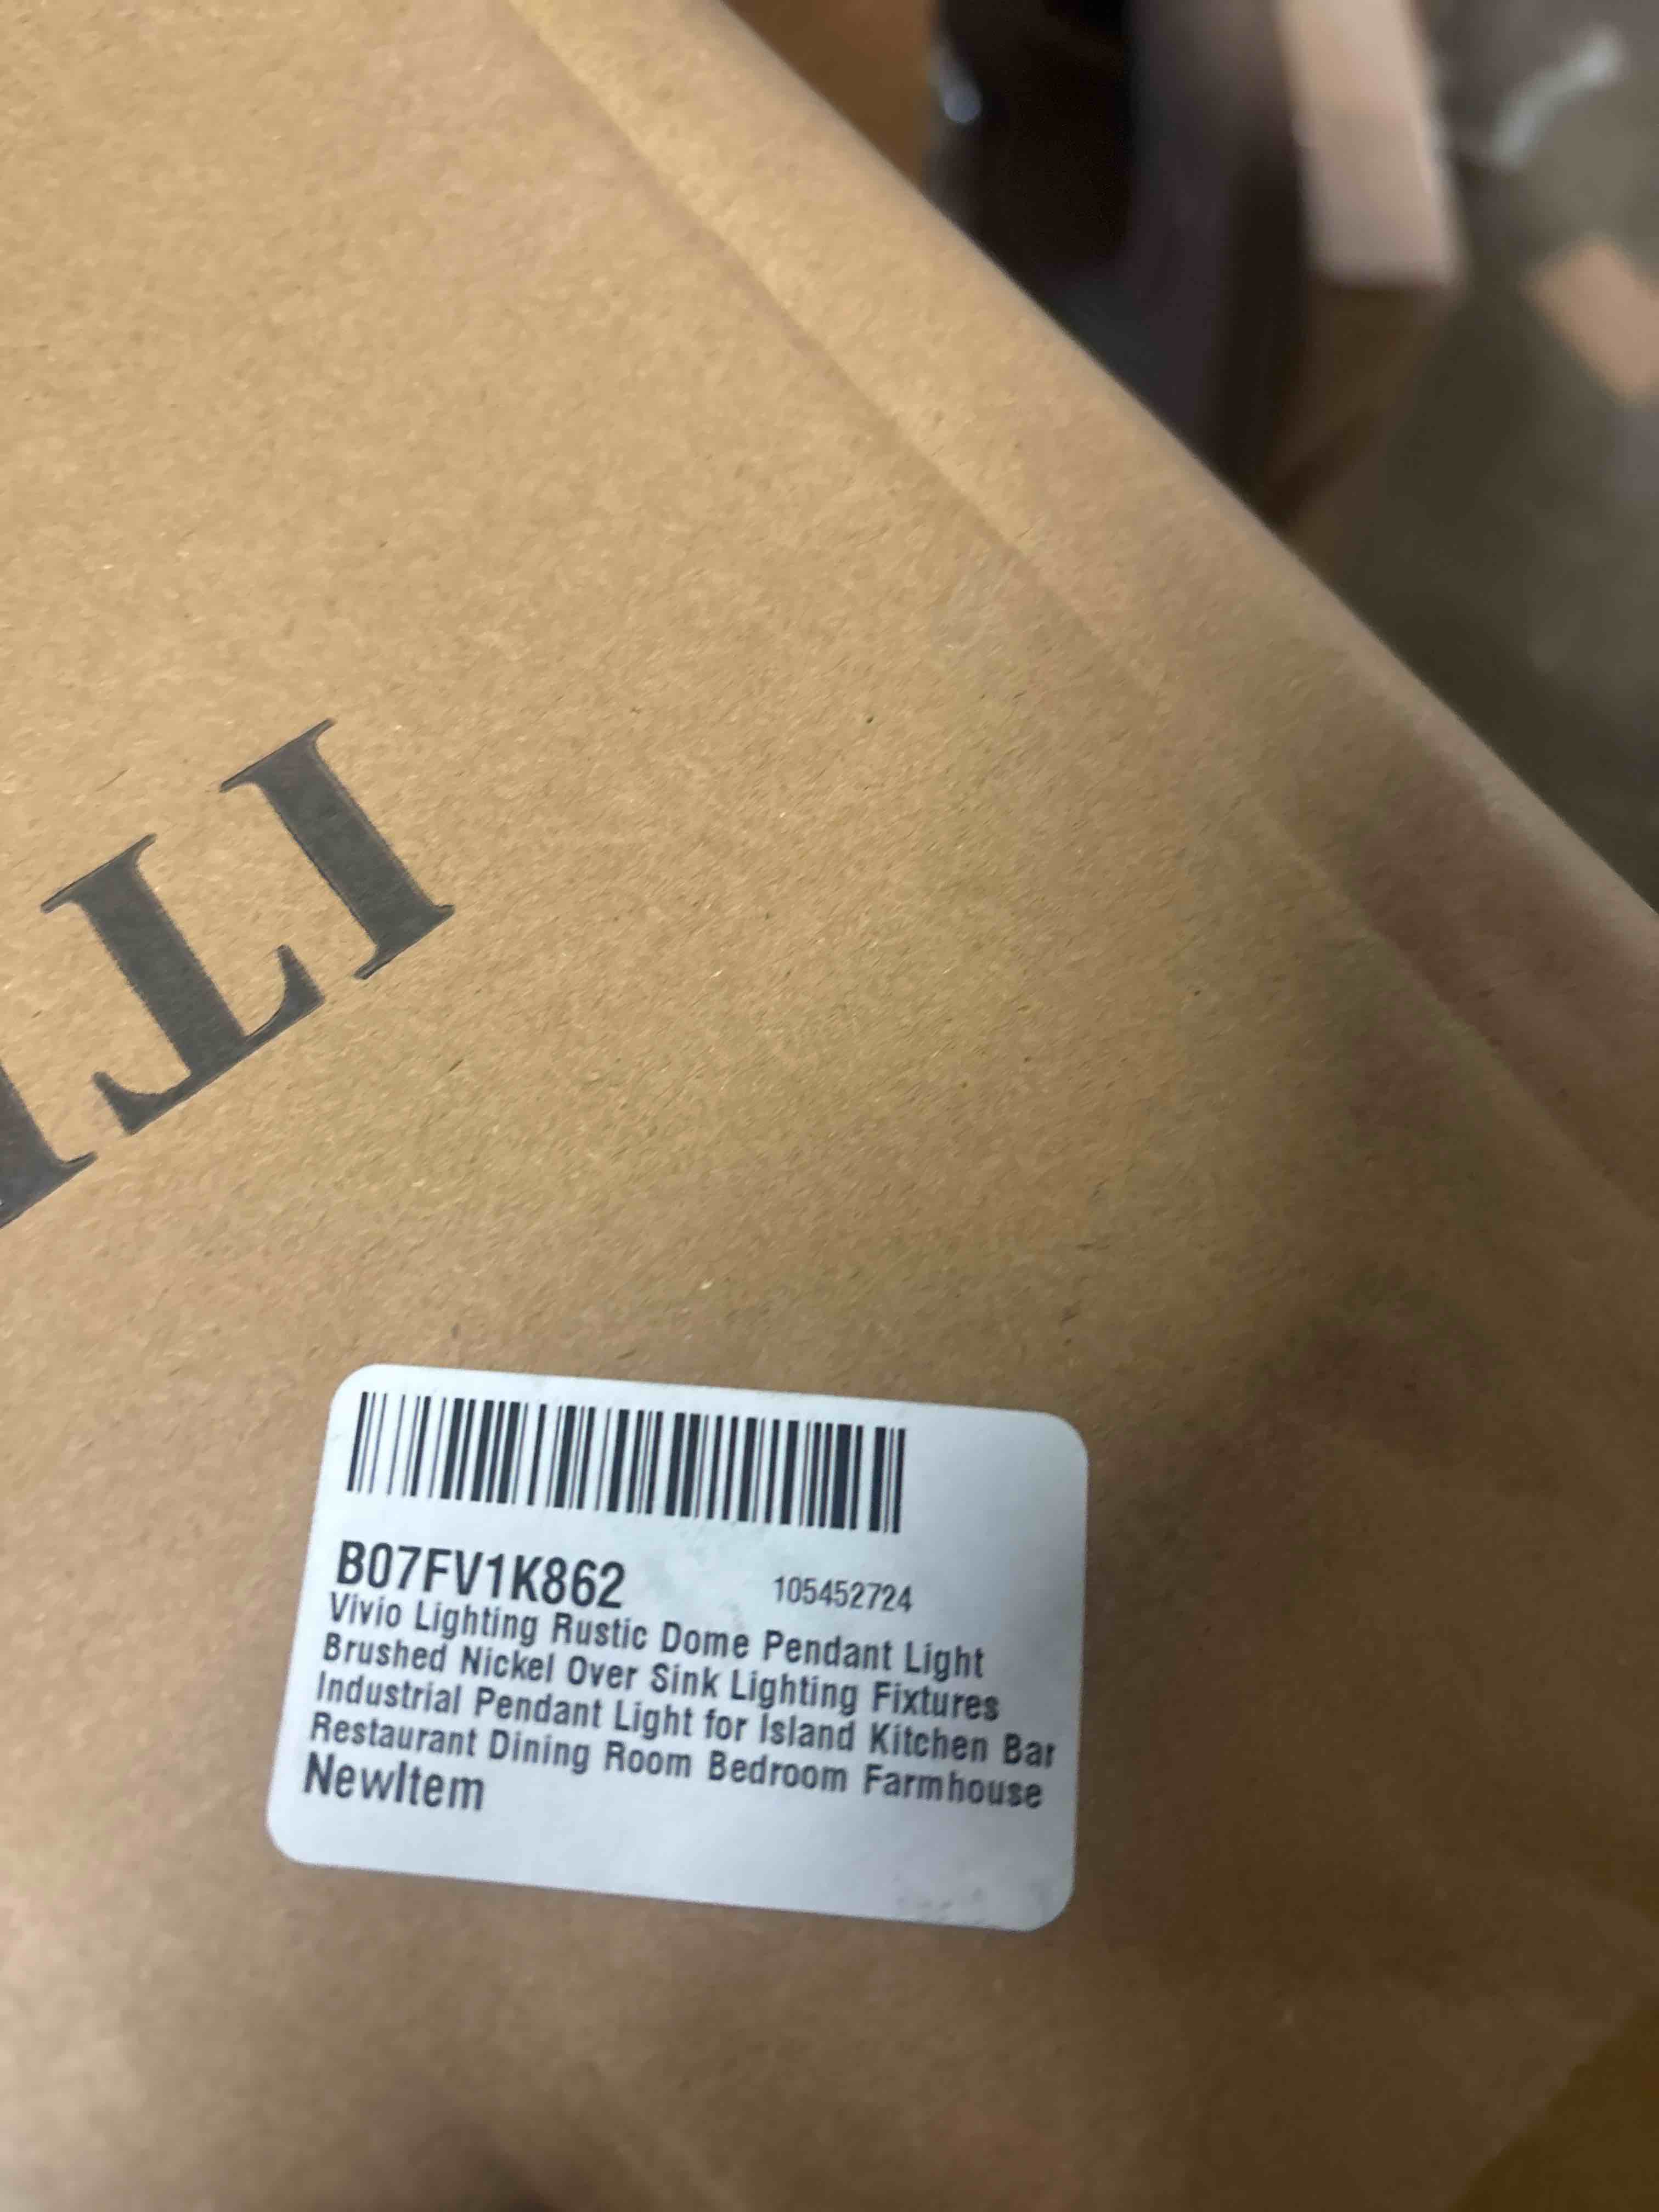 B07FV1K862 105452724
Vivio Lighting Rustic Dome Pendant Light
Brushed Nickel Over Sink Lighting Fixtures
Industrial Pendant Light for Island Kitchen Bar
Restaurant Dining Room Bedroom Farmhouse
NewItem